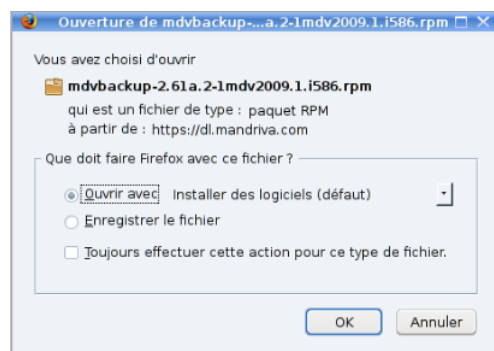 Ouverture de mdvbackup-...a.2-1mdv2009.1.i586.rpm
Vous avez choisi d'ouvrir
mdvbackup-2.61a.2-1mdv2009.1.i586.rpm
qui est un fichier de type : paquet RPM
à partir de : https://dl.mandriva.com
Que doit faire Firefox avec ce fichier ?
Ouvrir avec Installer des logiciels (défaut)
Enregistrer le fichier
Toujours effectuer cette action pour ce type de fichier.
OK Annuler